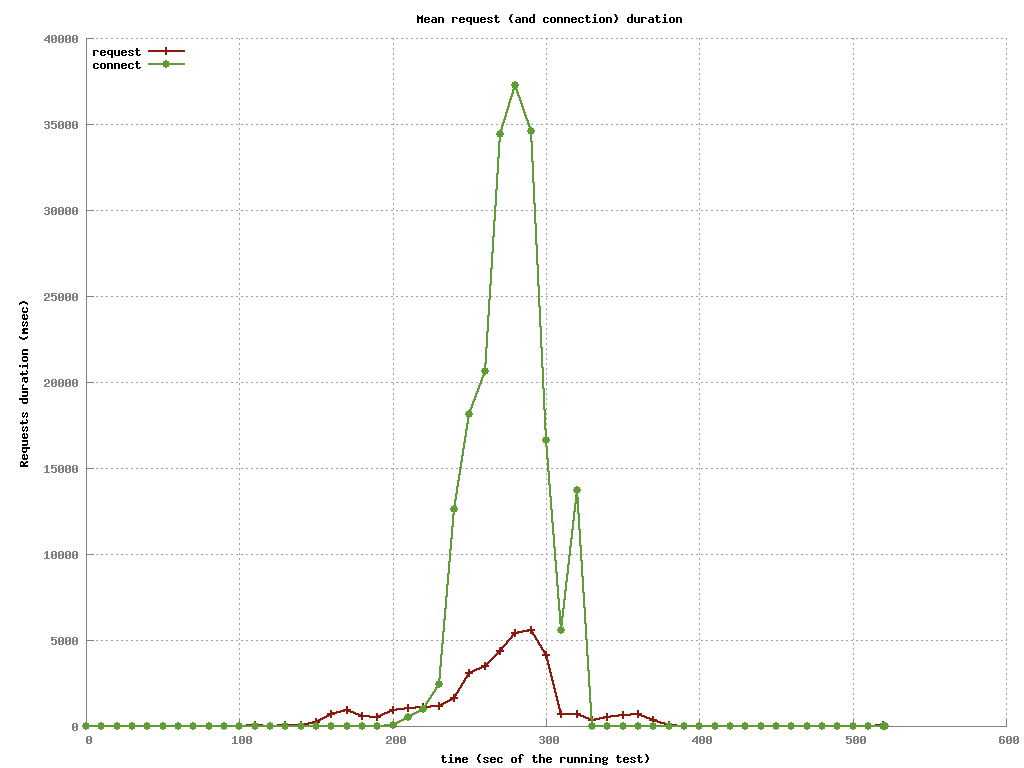 Mean request (and connection) duration
request
connect
40000
35000
30000
25000
20000
15000
10000
5000
0
Requests duration (msec)
0 100 200 300 400 500 600
time (sec of the running test)